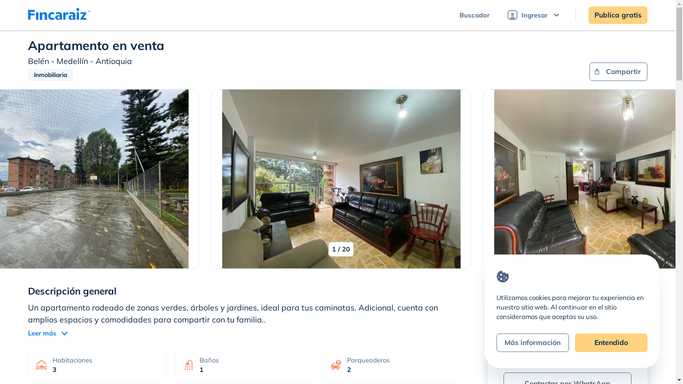 Fincaraiz
Buscador
Ingresar
Publica gratis
Apartamento en venta
Belén - Medellín - Antioquia
Inmobiliaria
Compartir
1 / 20
Descripción general
Un apartamento rodeado de zonas verdes, árboles y jardines, ideal para tus caminatas. Adicional, cuenta con
amplios espacios y comodidades para compartir con tu familia..
Leer más
Habitaciones
3
Baños
1
Parqueaderos
2
Utilizamos cookies para mejorar tu experiencia en
nuestro sitio web. Al continuar en el sitio
consideramos que aceptas su uso.
Más información
Entendido
Contactar por WhatsApp